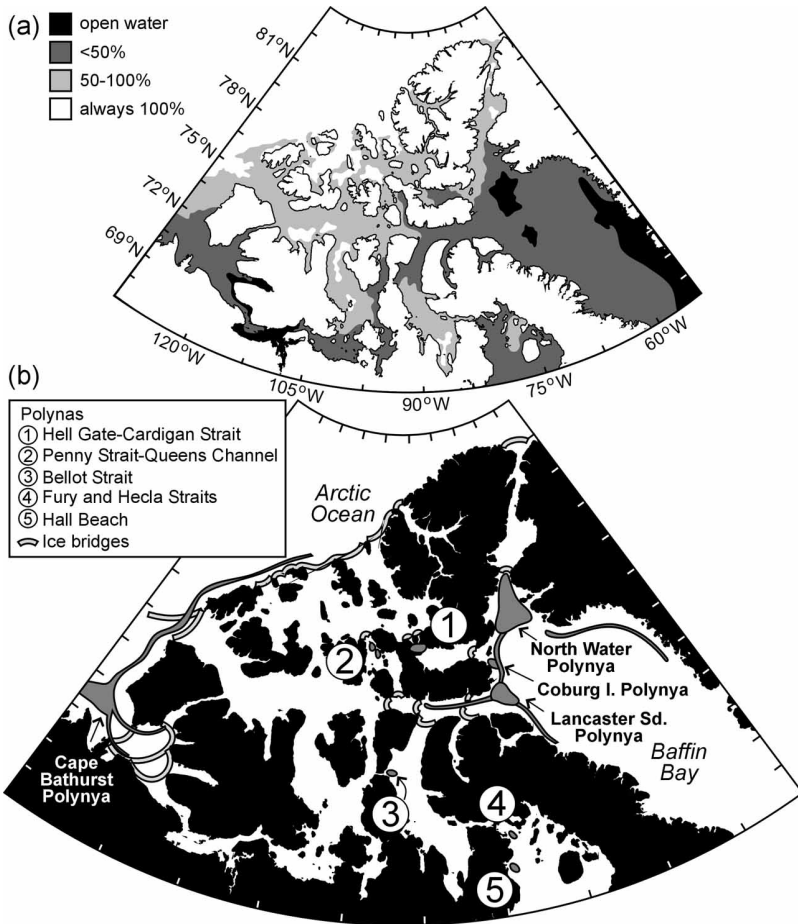 (a)
open water
<50%
50-100%
always 100%
81°N
78°N
75°N
72°N
69°N
120°W
105°W
90°W
75°W
60°W
(b)
Polynas
① Hell Gate-Cardigan Strait
② Penny Strait-Queens Channel
③ Bellot Strait
④ Fury and Hecla Straits
⑤ Hall Beach
Ice bridges
Arctic
Ocean
1
2
North Water
Polynya
Coburg I. Polynya
Lancaster Sd.
Polynya
Baffin
Bay
Cape
Bathurst
Polynya
3
4
5